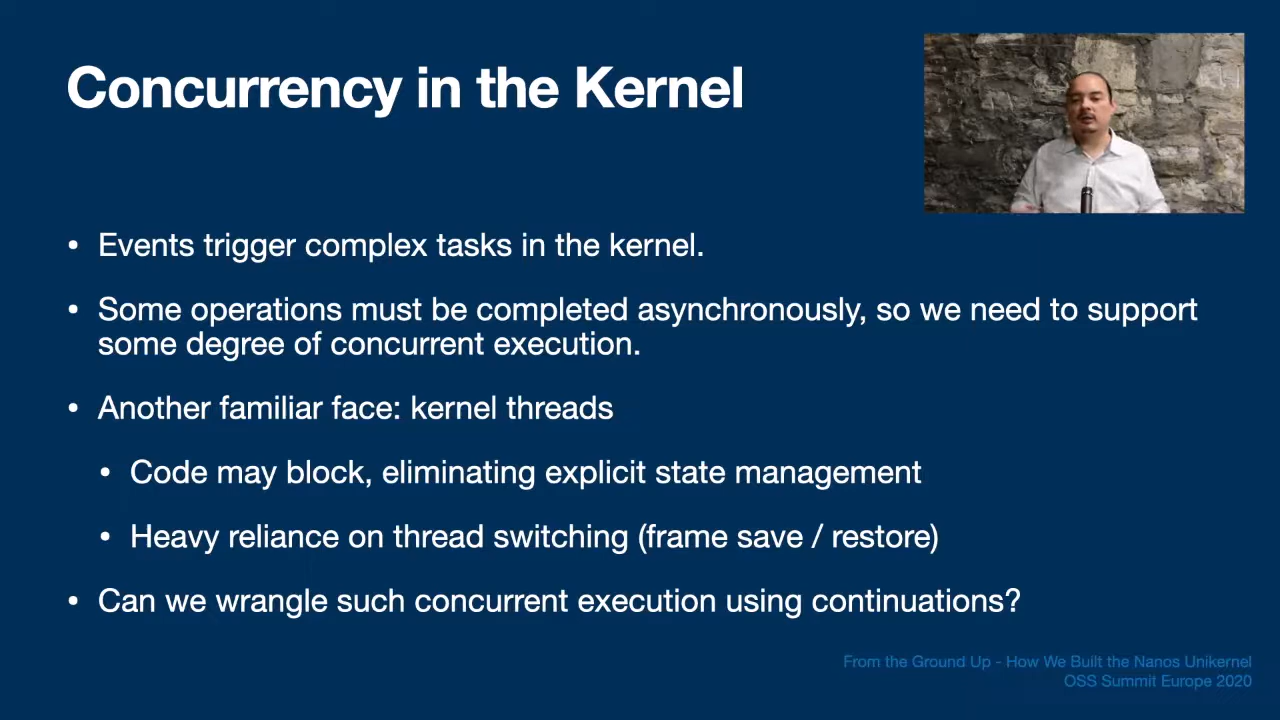 Concurrency in the Kernel
• Events trigger complex tasks in the kernel.
• Some operations must be completed asynchronously, so we need to support
some degree of concurrent execution.
• Another familiar face: kernel threads
• Code may block, eliminating explicit state management
• Heavy reliance on thread switching (frame save / restore)
• Can we wrangle such concurrent execution using continuations?
From the Ground Up - How We Built the Nanos Unikernel
OSS Summit Europe 2020